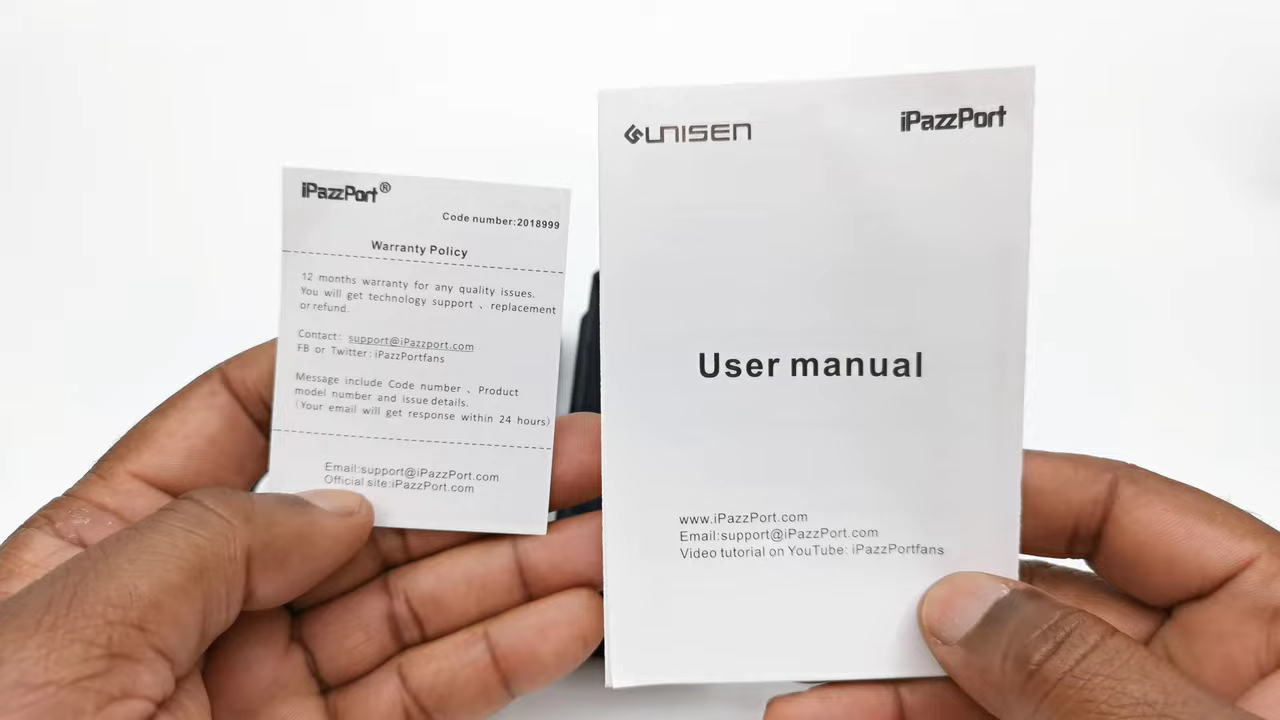 iPazzPort®
Code number:2018999
Warranty Policy
12 months warranty for any quality issues.
You will get technology support 、 replacement
or refund.
Contact: support@iPazzport.com
FB or Twitter: iPazzPortfans
Message include Code number 、 Product
model number and issue details.
(Your email will get response within 24 hours)
Email:support@iPazzPort.com
Official site:iPazzPort.com
UNISEN
iPazzPort
User manual
www.iPazzPort.com
Email:support@iPazzPort.com
Video tutorial on YouTube: iPazzPortfans